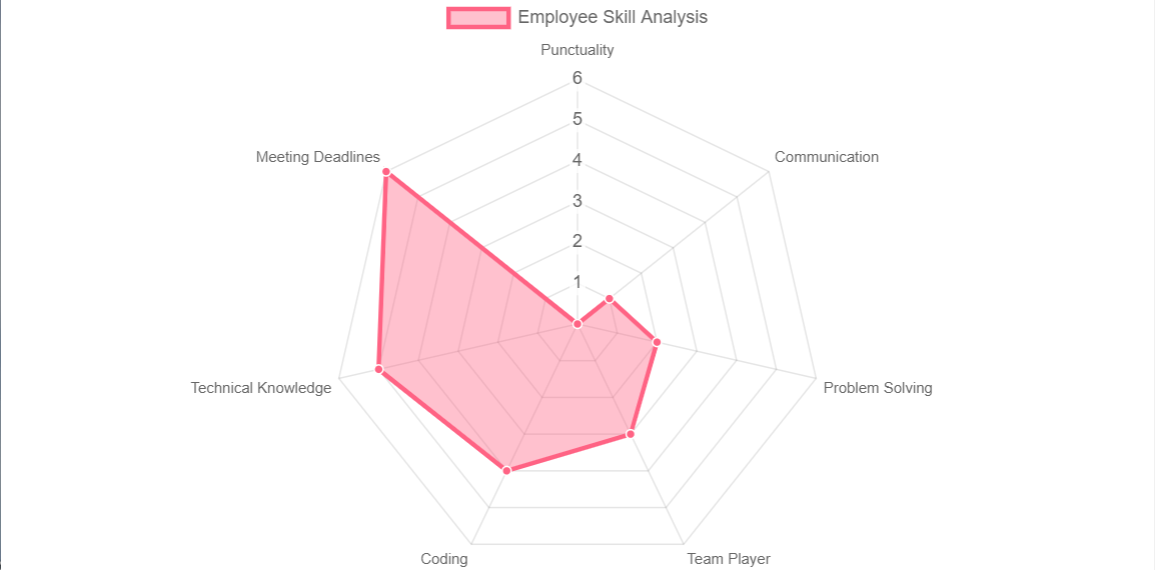 Employee Skill Analysis
Punctuality
6
5
Meeting Deadlines
Communication
4
3
2
1
Technical Knowledge
Problem Solving
Coding
Team Player